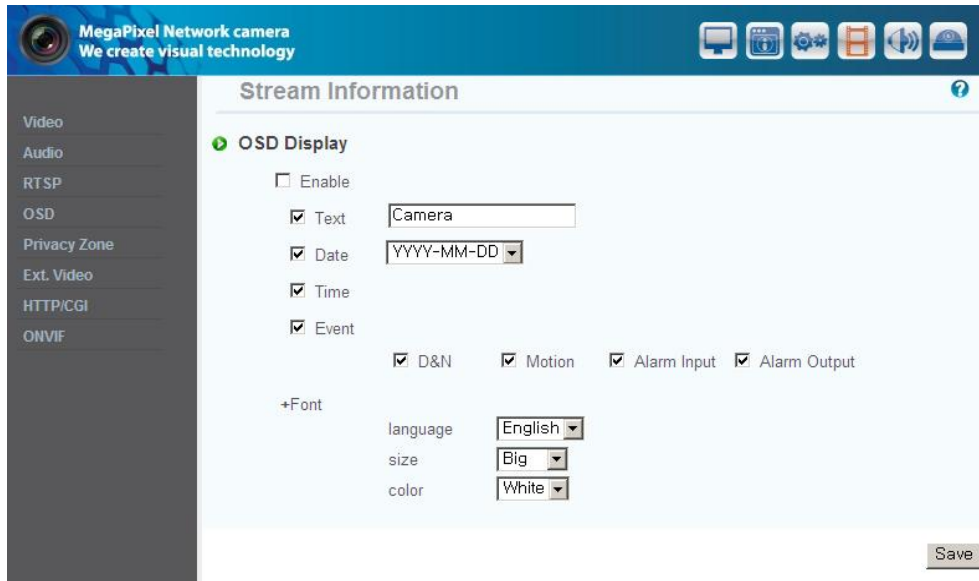 MegaPixel Network camera
We create visual technology
Stream Information
Video
Audio
RTSP
OSD
Privacy Zone
Ext. Video
HTTP/CGI
ONVIF
OSD Display
Enable
Text Camera
Date YYYY-MM-DD
Time
Event
D&N Motion Alarm Input Alarm Output
+Font
language English
size Big
color White
Save